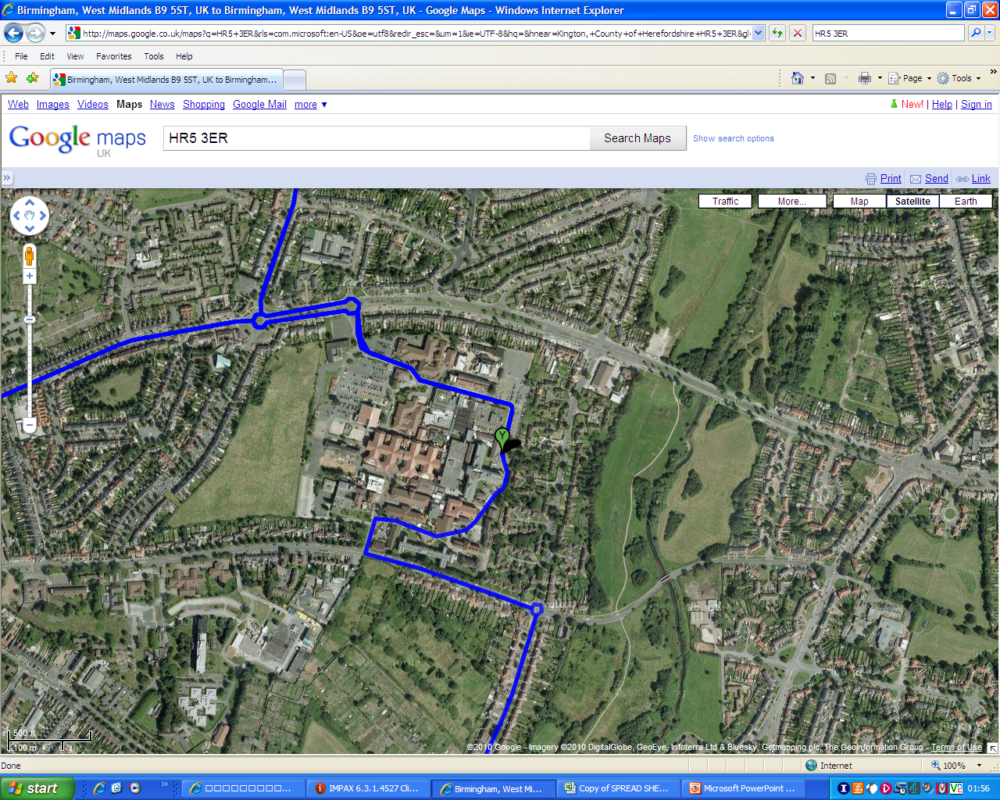 Birmingham, West Midlands B9 5ST, UK to Birmingham, West Midlands B9 5ST, UK - Google Maps - Windows Internet Explorer
http://maps.google.co.uk/maps?q=HR5+3ER&rls=com.microsoft:en-US&oe=utf8&redir_esc=&um=1&ie=UTF-8&hq=&hnear=Kington,+County+of+Herefordshire+HR5+3ER&gl: HR5 3ER
File Edit View Favorites Tools Help
Birmingham, West Midlands B9 5ST, UK to Birmingham... Page Tools
Web Images Videos Maps News Shopping Google Mail more ▼ New! | Help | Sign in
Google maps UK HR5 3ER Search Maps Show search options
Print Send Link
Traffic More... Map Satellite Earth
Y
500 ft
100 m
©2010 Google - Imagery ©2010 DigitalGlobe, GeoEye, Infoterra Ltd & Bluesky, Getmapping plc, The GeoInformation Group - Terms of Use
Done Internet 100%
start □□□□□□□□□... IMPAX 6.3.1.4527 Cli... Birmingham, West Mi... Copy of SPREAD SHE... Microsoft PowerPoint ... 01:56